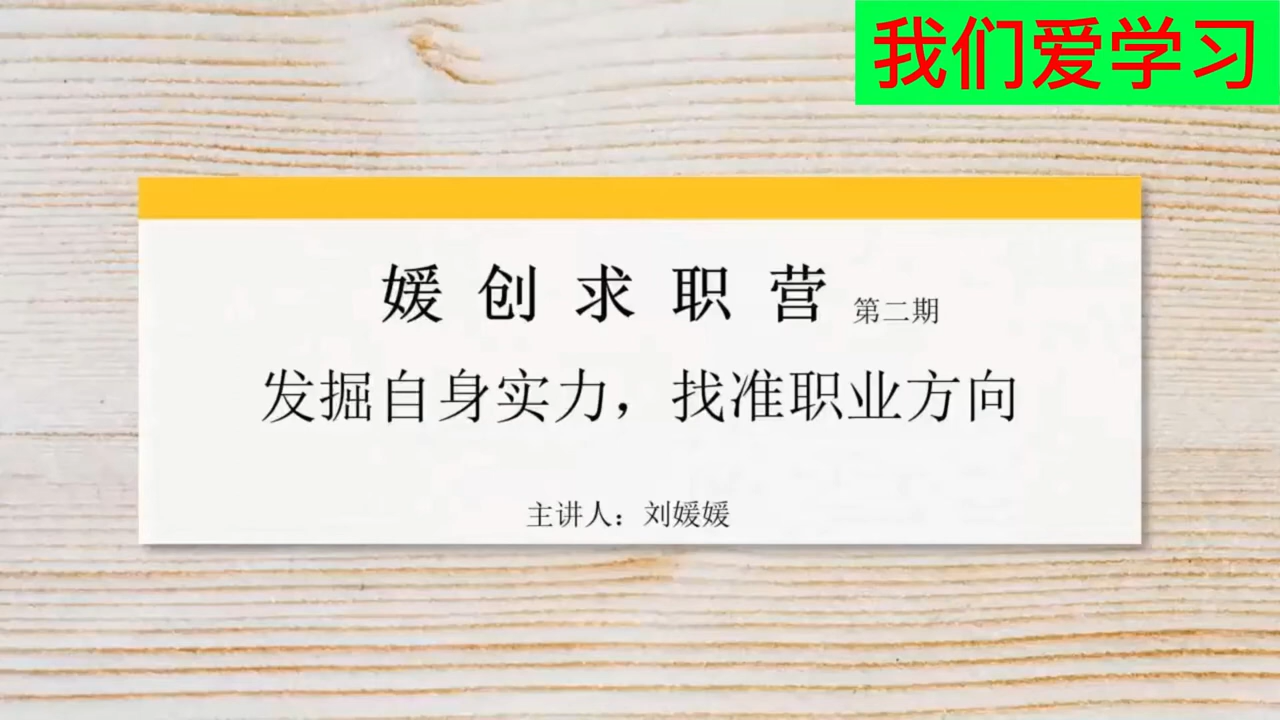 我们爱学习
媛创求职营 第二期
发掘自身实力，找准职业方向
主讲人：刘媛媛